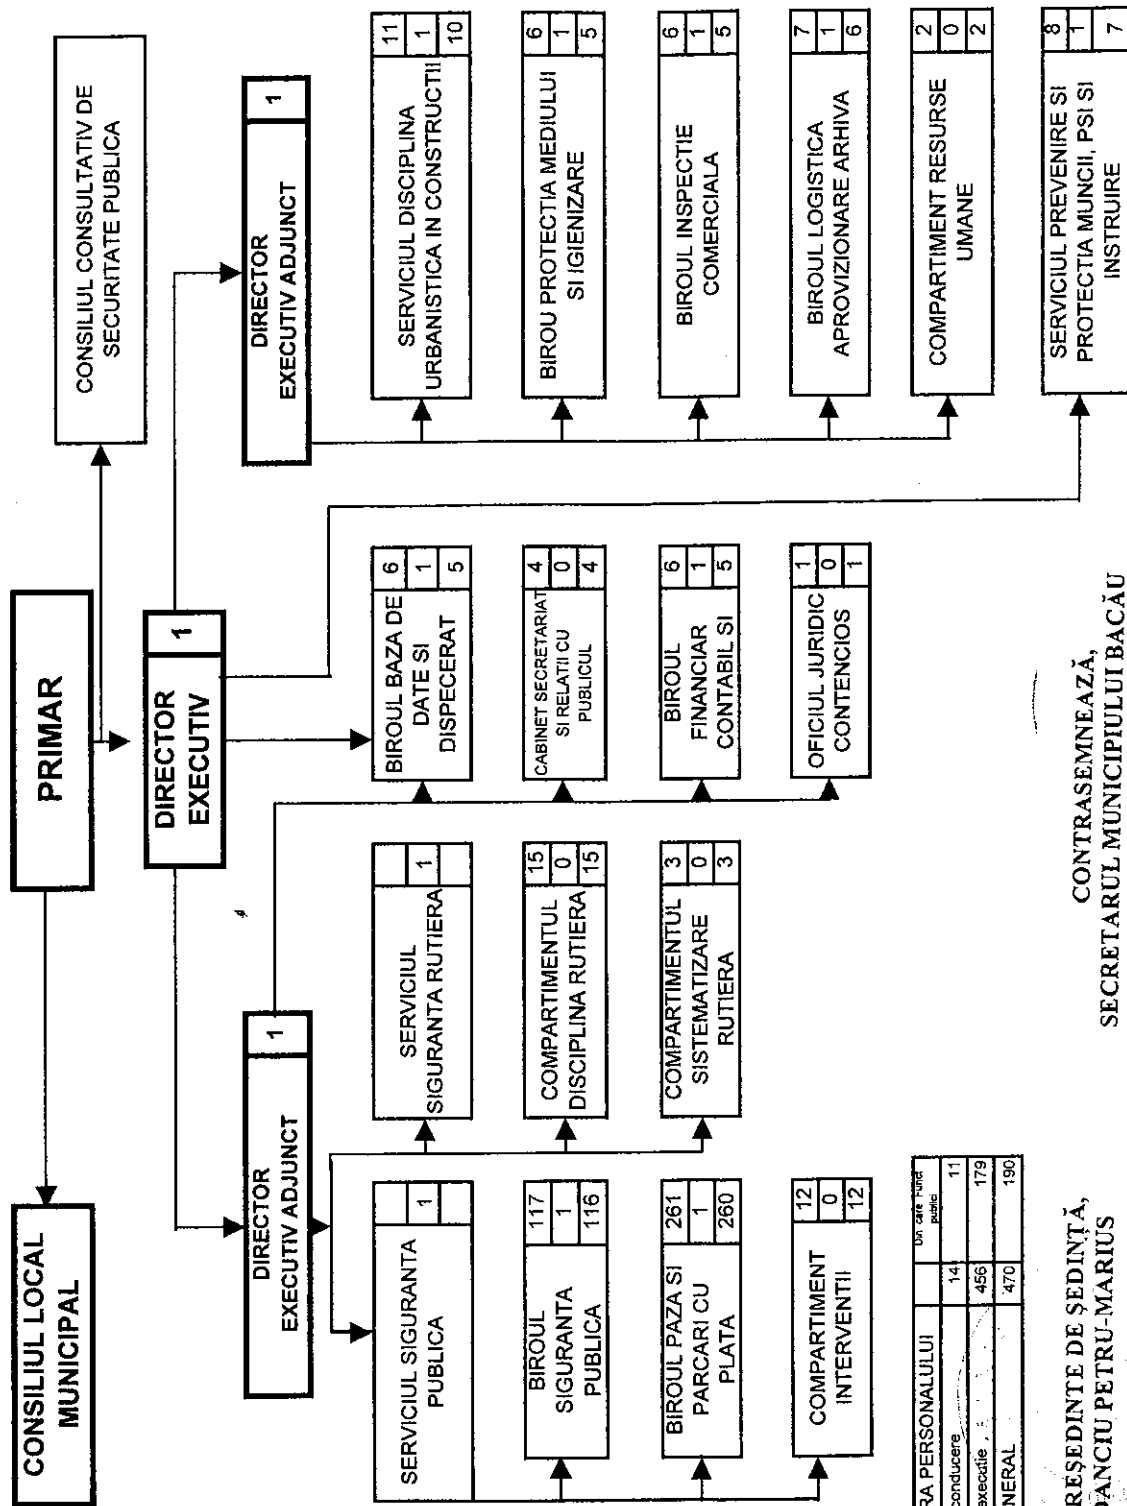 PRIMAR
CONSILIUL LOCAL
MUNICIPAL
CONSILIUL CONSULTATIV DE
SECURITATE PUBLICA
DIRECTOR
EXECUTIV
1
DIRECTOR
EXECUTIV ADJUNCT
1
DIRECTOR
EXECUTIV ADJUNCT
1
SERVICIUL SIGURANTA
PUBLICA
1
BIROUL
SIGURANTA
PUBLICA
117
1
116
BIROUL PAZA SI
PARCARI CU
PLATA
261
1
260
COMPARTIMENT
INTERVENTII
12
0
12
SERVICIUL
SIGURANTA RUTIERA
1
COMPARTIMENTUL
DISCIPLINA RUTIERA
15
0
15
COMPARTIMENTUL
SISTEMATIZARE
RUTIERA
3
0
3
BIROUL BAZA DE
DATE SI
DISPECERAT
6
1
5
CABINET SECRETARIAT
SI RELATII CU
PUBLICUL
4
0
4
BIROUL
FINANCIAR
CONTABIL SI
6
1
5
OFICIUL JURIDIC
CONTENCIOS
1
0
1
SERVICIUL DISCIPLINA
URBANISTICA IN CONSTRUCTII
11
1
10
BIROU PROTECTIA MEDIULUI
SI IGIENIZARE
6
1
5
BIROUL INSPECTIE
COMERCIALA
6
1
5
BIROUL LOGISTICA
APROVIZIONARE ARHIVA
7
1
6
COMPARTIMENT RESURSE
UMANE
2
0
2
SERVICIUL PREVENIRE SI
PROTECTIA MUNCII, PSI SI
INSTRUIRE
8
1
7
RA PERSONALULUI Din care Funct publici
conducere 14 11
executie 456 179
NERAL 470 190
REŞEDINTE DE ŞEDINŢĂ,
TANCIU PETRU-MARIUS
CONTRASEMNEAZĂ,
SECRETARUL MUNICIPIULUI BACĂU